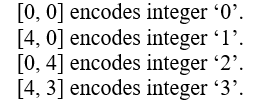 [0, 0] encodes integer ‘0’.
[4, 0] encodes integer ‘1’.
[0, 4] encodes integer ‘2’.
[4, 3] encodes integer ‘3’.